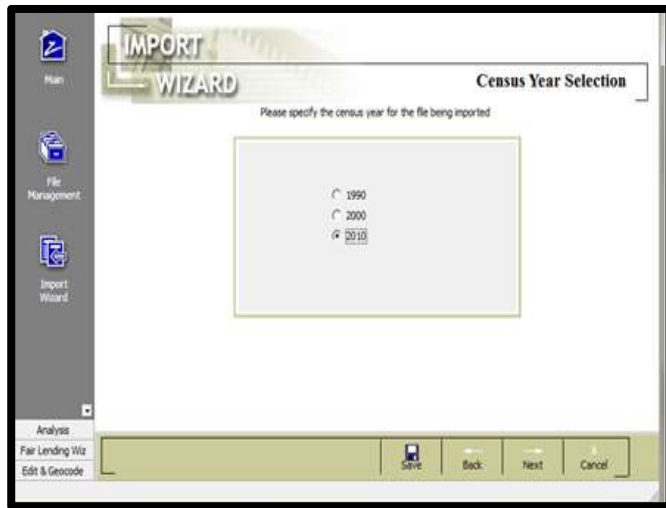 Main
File
Management
Import
Wizard
Analysis
Fair Lending Wiz
Edit & Geocode
IMPORT
WIZARD
Census Year Selection
Please specify the census year for the file being imported
1990
2000
2010
Save
Back
Next
Cancel